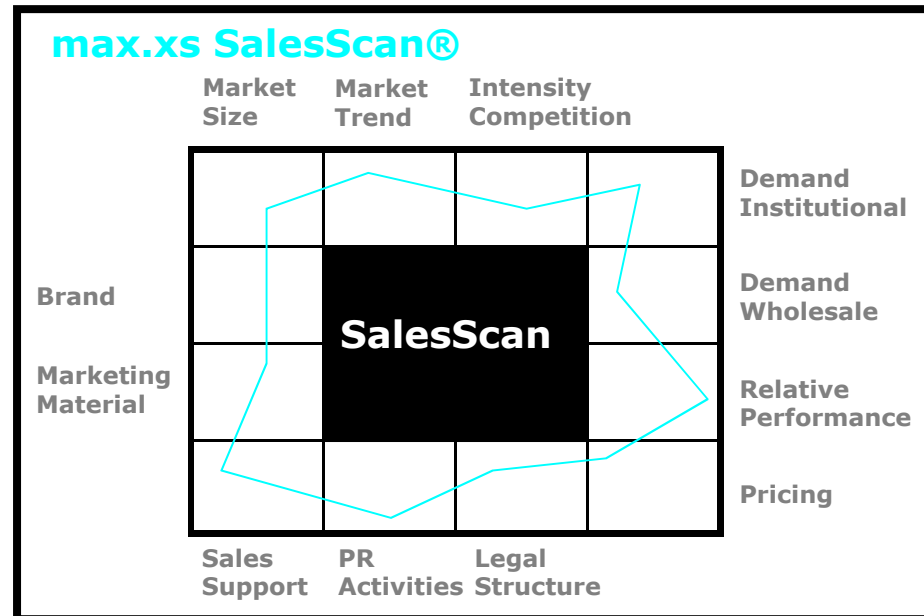 max.xs SalesScan®
Market Size
Market Trend
Intensity Competition
Demand Institutional
Brand
Demand Wholesale
SalesScan
Marketing Material
Relative Performance
Pricing
Sales Support
PR Activities
Legal Structure